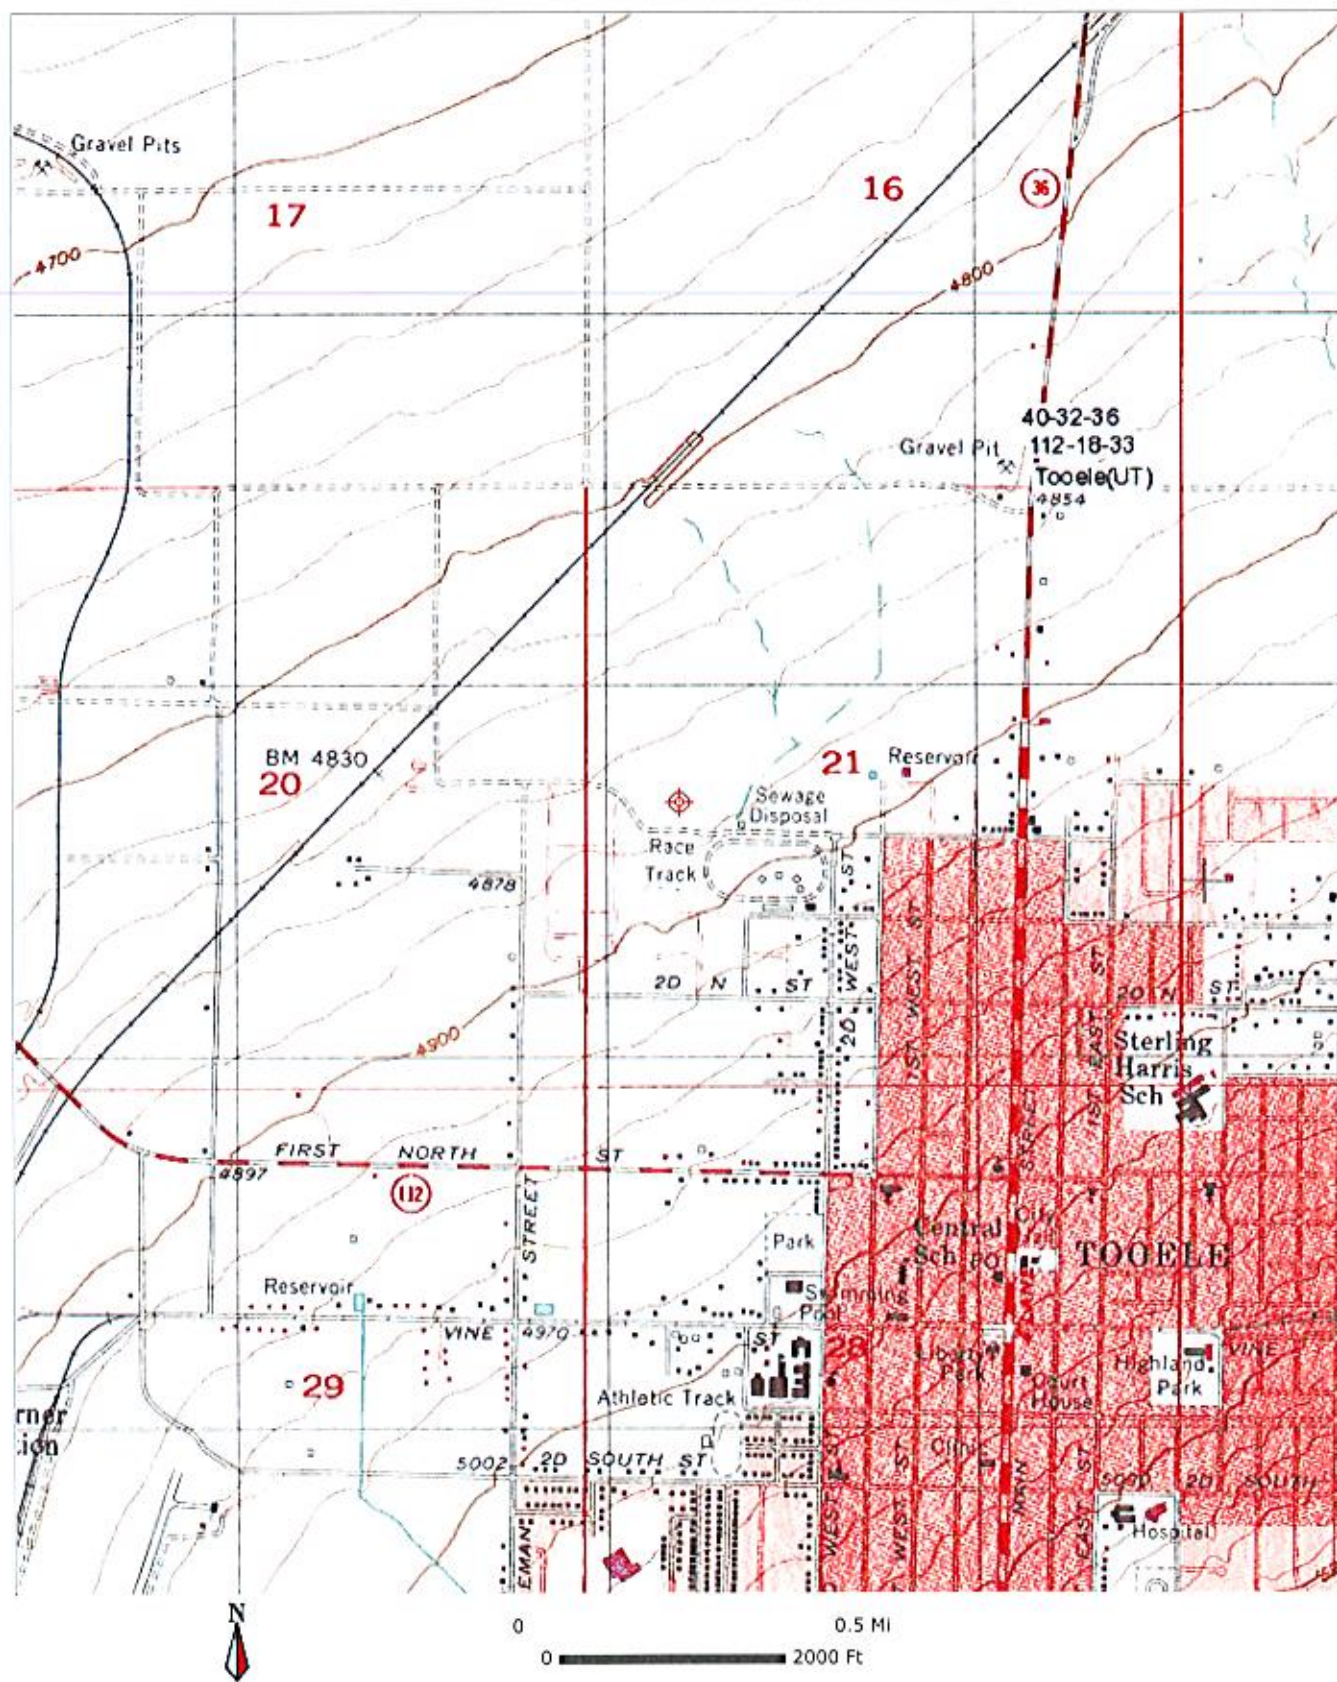 Gravel Pits
17
16
36
4700
4800
40-32-36
112-18-33
Tooele(UT)
4854
Gravel Pit
BM 4830
20
21
Reservoir
Sewage
Disposal
Race
Track
4878
ST
WEST
2D
1ST WEST ST
2D N ST
2D N ST
4900
1ST EAST ST
Sterling
Harris
Sch
FIRST NORTH ST
4897
112
STREET
STREET
Park
Central
Sch
PO
City
TOOELE
Reservoir
Swimming
Pool
MAIN
VINE
4970
ST
28
Liberty
Park
Court
House
Highland
Park
VINE
29
Athletic Track
rner
ion
5002
2D SOUTH ST
Clinic
5090
2D SOUTH
WEST ST
WEST ST
MAIN
EAST ST
EMAN
Hospital
N
0
0.5 Mi
0
2000 Ft